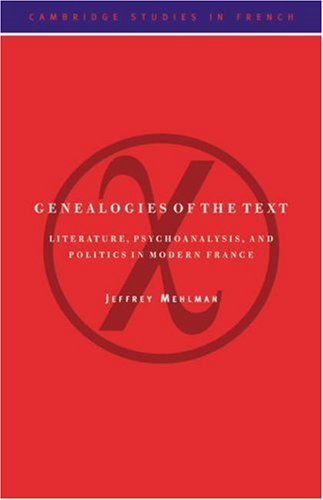 CAMBRIDGE STUDIES IN FRENCH
GENEALOGIES OF THE TEXT
LITERATURE, PSYCHOANALYSIS, AND
POLITICS IN MODERN FRANCE
JEFFREY MEHLMAN
χ